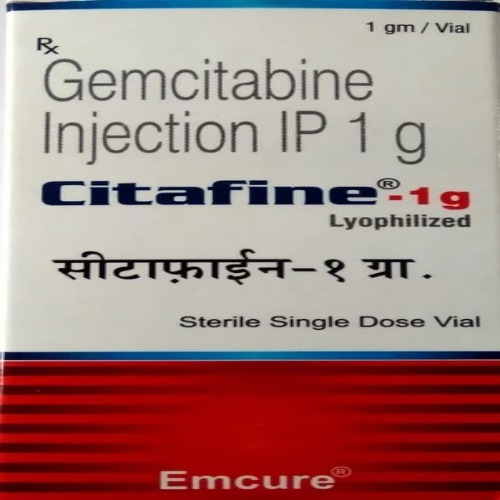 1 gm / Vial
Rx
Gemcitabine
Injection IP 1 g
Citafine®-1g
Lyophilized
सीटाफ़ाईन-१ ग्रा.
Sterile Single Dose Vial
Emcure®